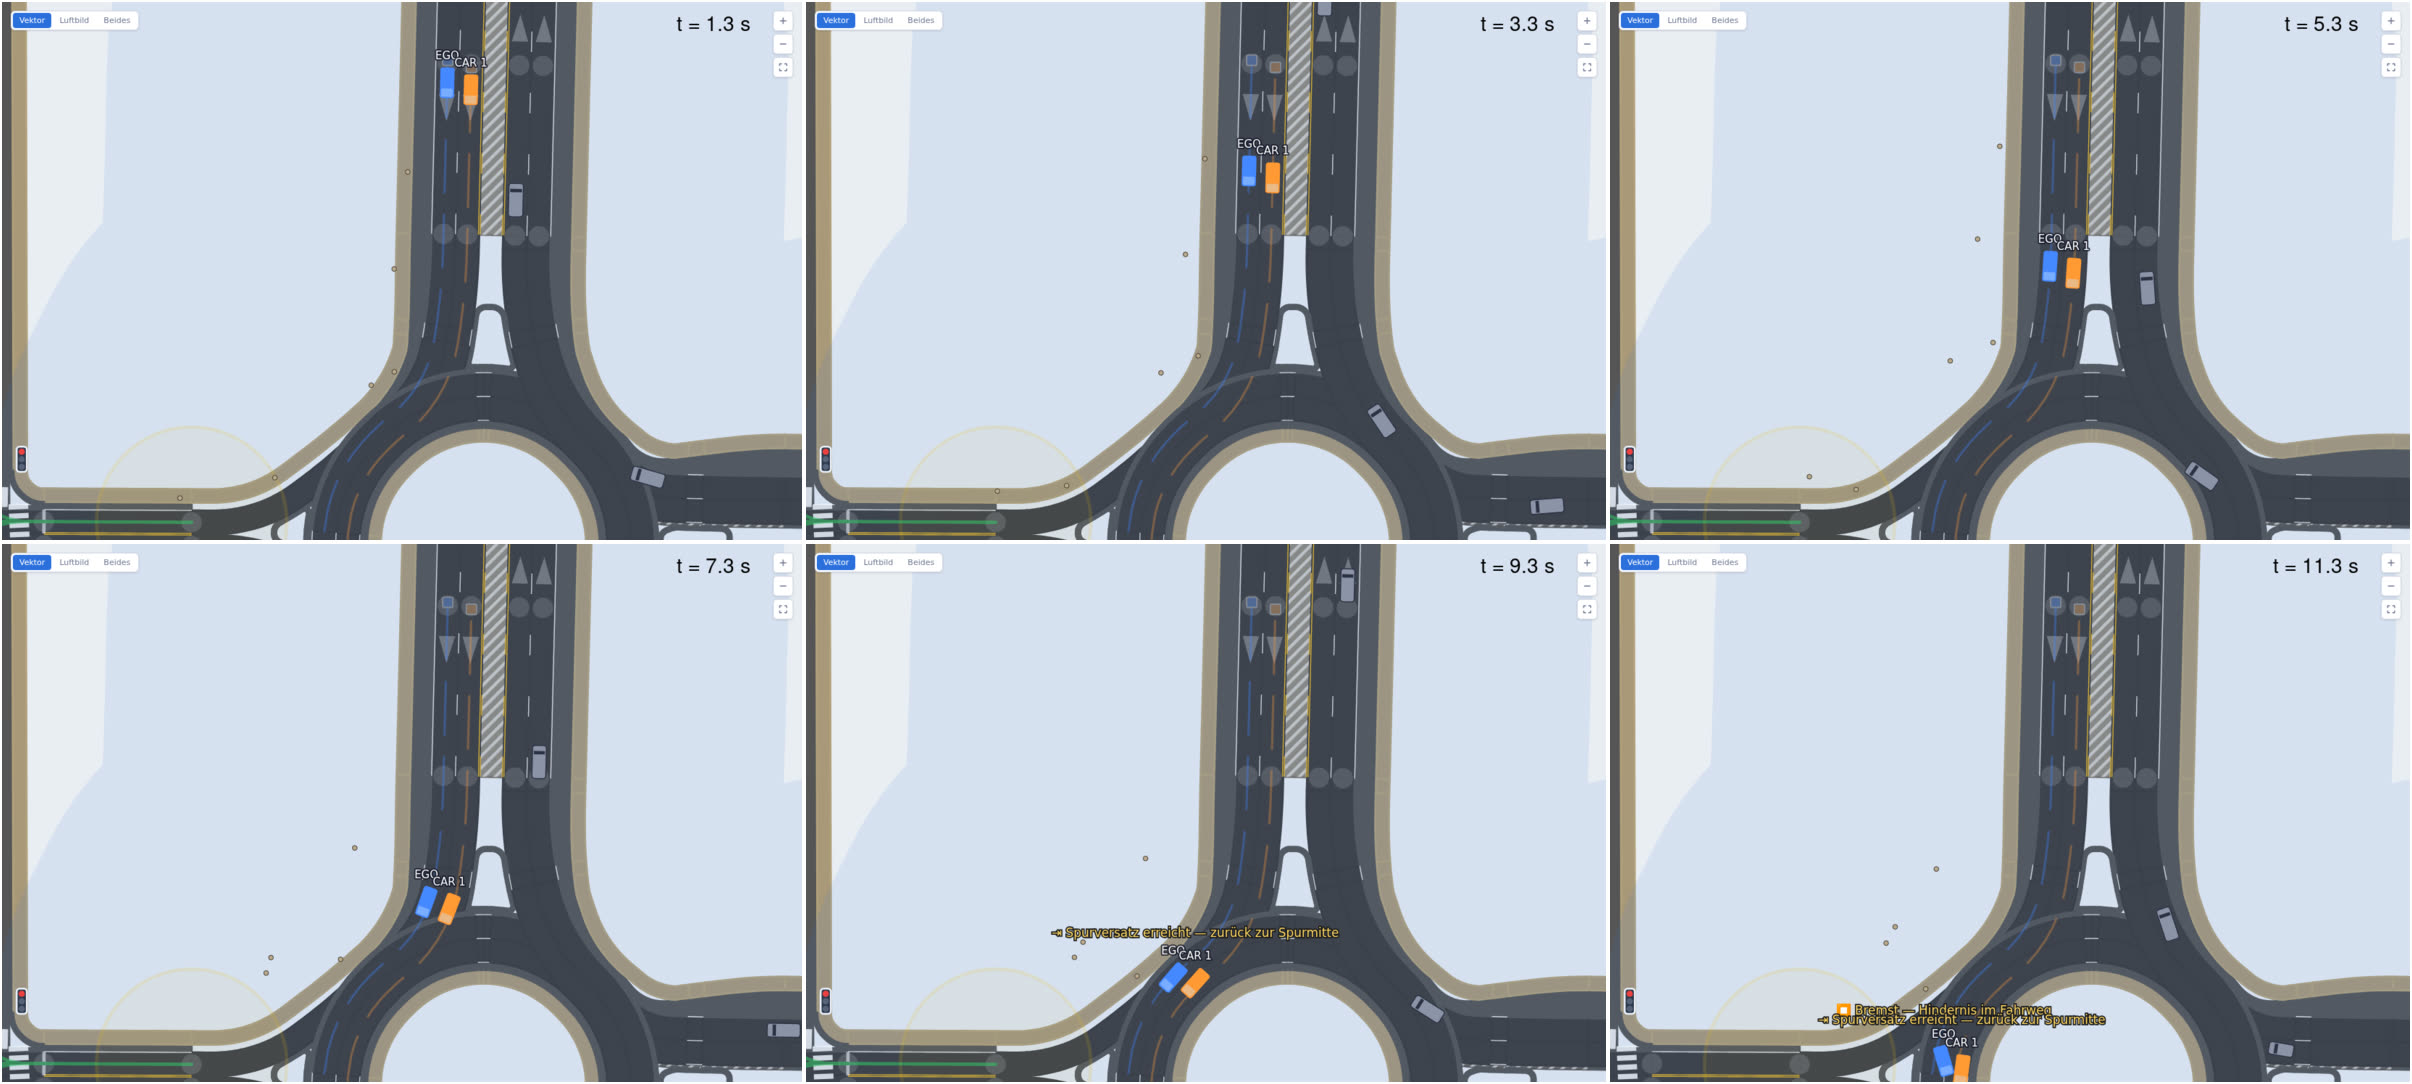 Vektor Luftbild Beides
t = 1.3 s
+
−
EGO
CAR 1
Vektor Luftbild Beides
t = 3.3 s
+
−
EGO
CAR 1
Vektor Luftbild Beides
t = 5.3 s
+
−
EGO
CAR 1
Vektor Luftbild Beides
t = 7.3 s
+
−
EGO
CAR 1
Vektor Luftbild Beides
t = 9.3 s
+
−
Spurversatz erreicht — zurück zur Spurmitte
EGO
CAR 1
Vektor Luftbild Beides
t = 11.3 s
+
−
Bremst — Hindernis im Fahrweg
Spurversatz erreicht — zurück zur Spurmitte
EGO
CAR 1